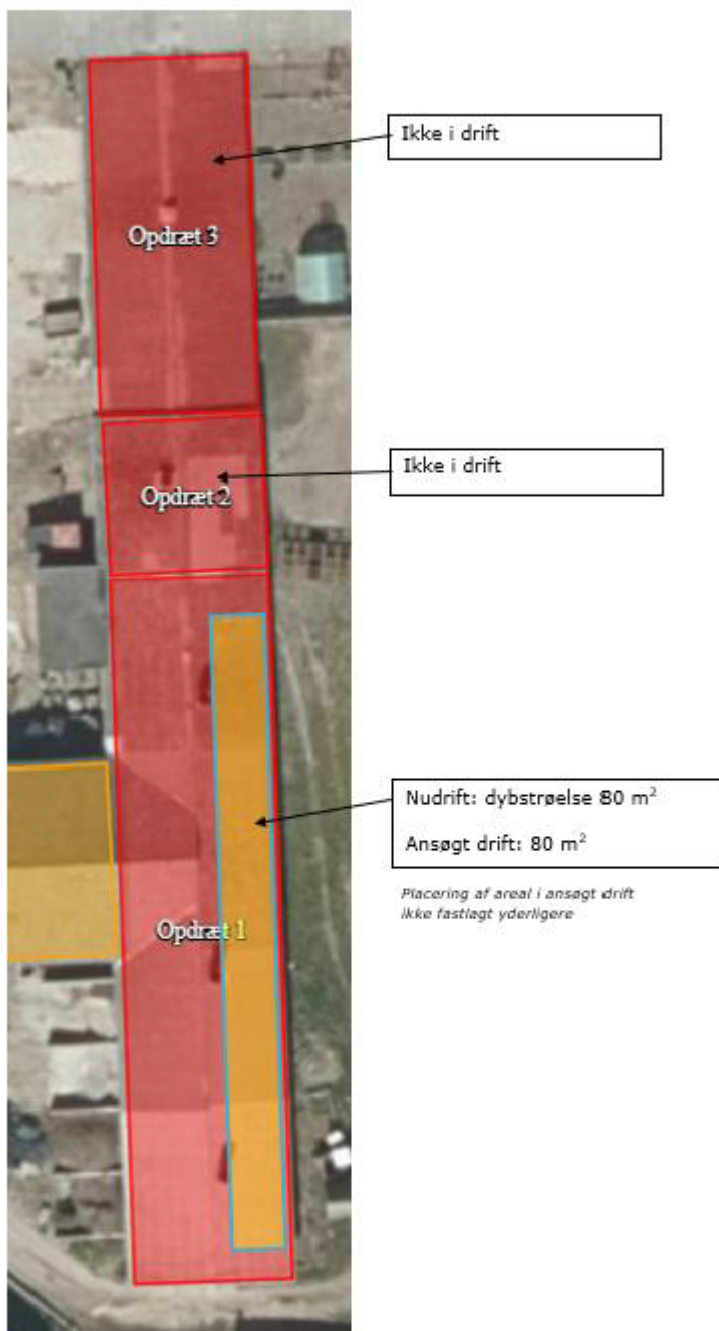 Ikke i drift
Opdræt 3
Ikke i drift
Opdræt 2
Nudrift: dybstrøelse 80 m²
Ansøgt drift: 80 m²
Placering af areal i ansøgt drift
ikke fastlagt yderligere
Opdræt 1